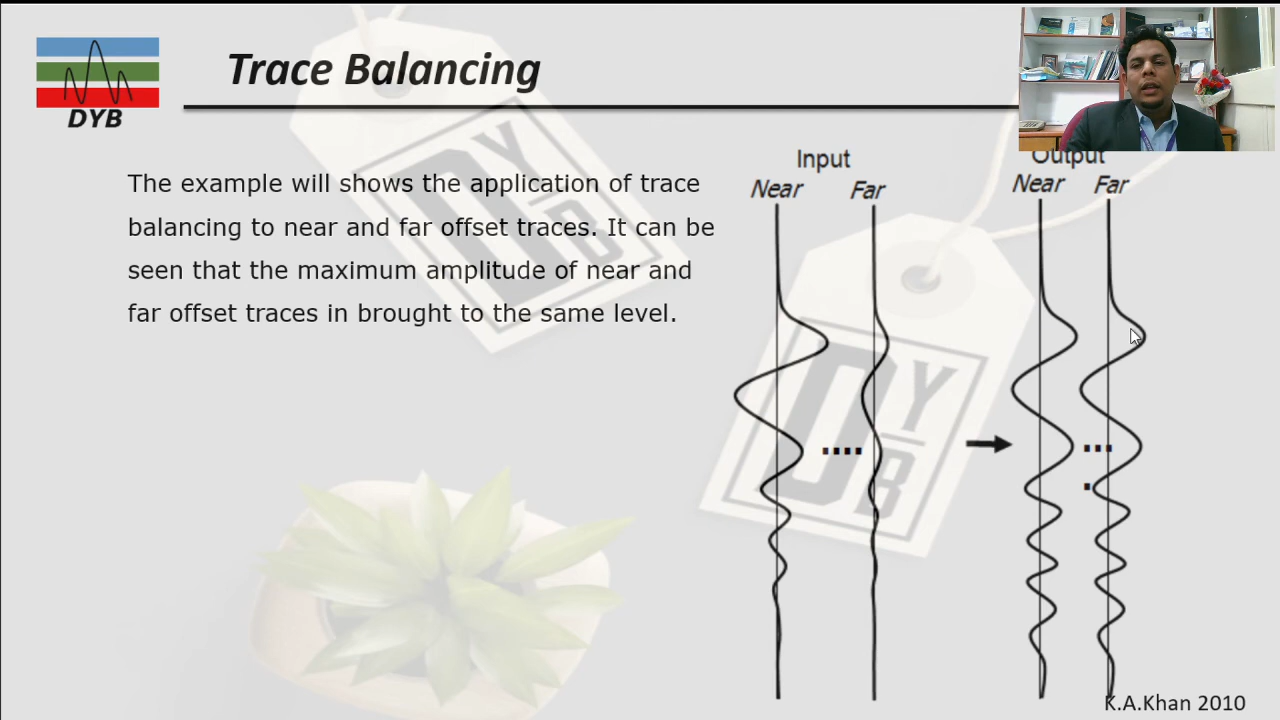 DYB
Trace Balancing
The example will shows the application of trace
balancing to near and far offset traces. It can be
seen that the maximum amplitude of near and
far offset traces in brought to the same level.
Input
Near Far
Output
Near Far
DYB
DYB
K.A.Khan 2010